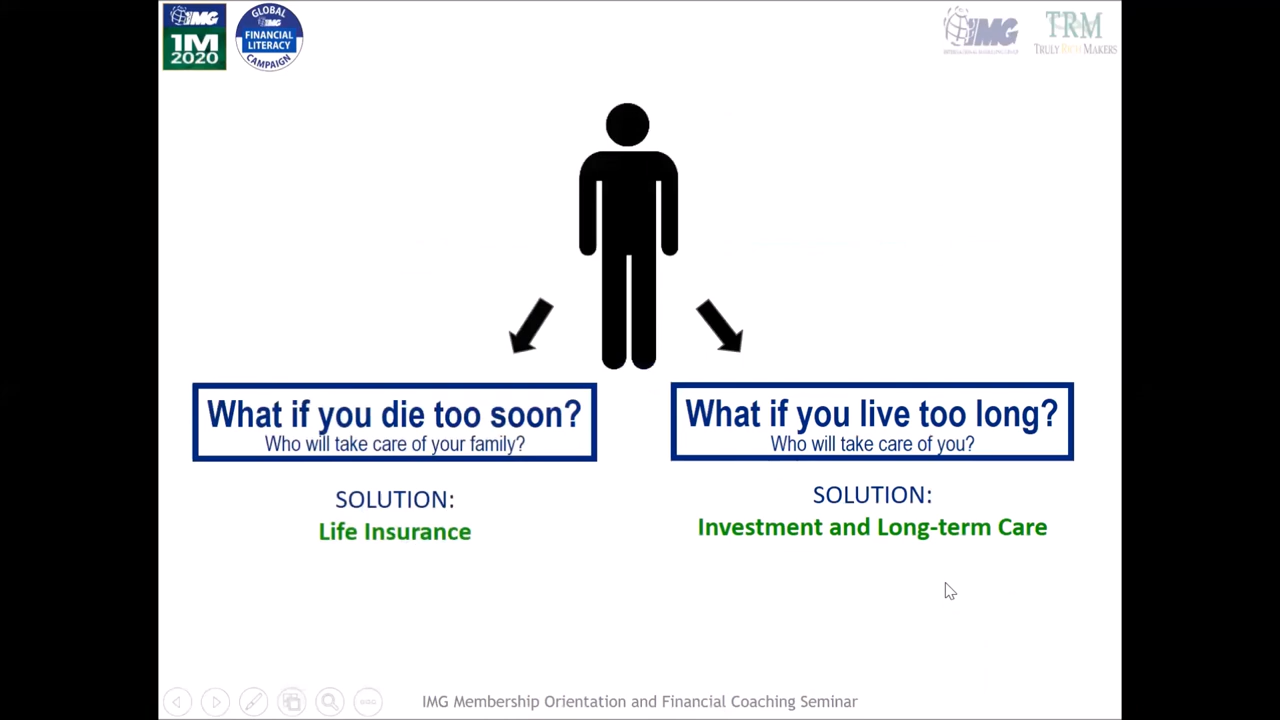 IMG
1M
2020
GLOBAL
IMG
FINANCIAL
LITERACY
CAMPAIGN
IMG
TRM
TRULY RICH MAKERS
What if you die too soon?
Who will take care of your family?
What if you live too long?
Who will take care of you?
SOLUTION:
Life Insurance
SOLUTION:
Investment and Long-term Care
IMG Membership Orientation and Financial Coaching Seminar